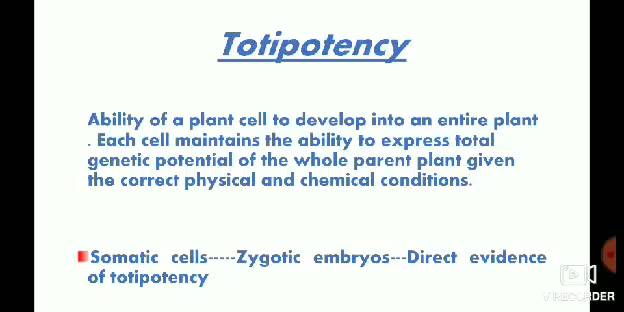 Totipotency
Ability of a plant cell to develop into an entire plant
. Each cell maintains the ability to express total
genetic potential of the whole parent plant given
the correct physical and chemical conditions.
Somatic cells-----Zygotic embryos---Direct evidence
of totipotency
V RECORDER